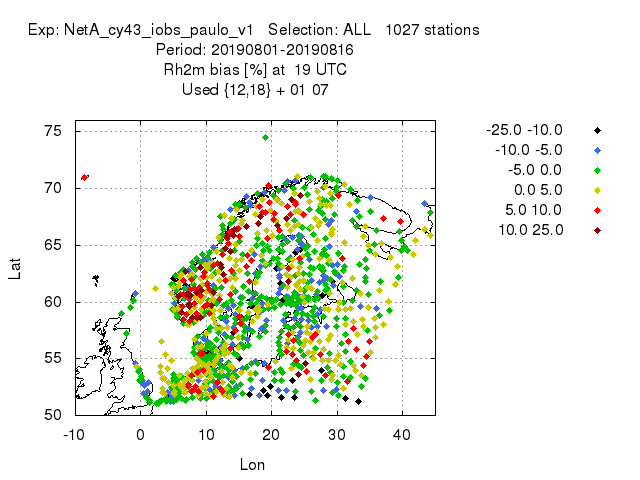 Exp: NetA_cy43_iobs_paulo_v1   Selection: ALL   1027 stations
Period: 20190801-20190816
Rh2m bias [%] at  19 UTC
Used {12,18} + 01 07
-25.0 -10.0
-10.0 -5.0
-5.0 0.0
0.0 5.0
5.0 10.0
10.0 25.0
75
70
65
60
55
50
Lat
-10 0 10 20 30 40
Lon